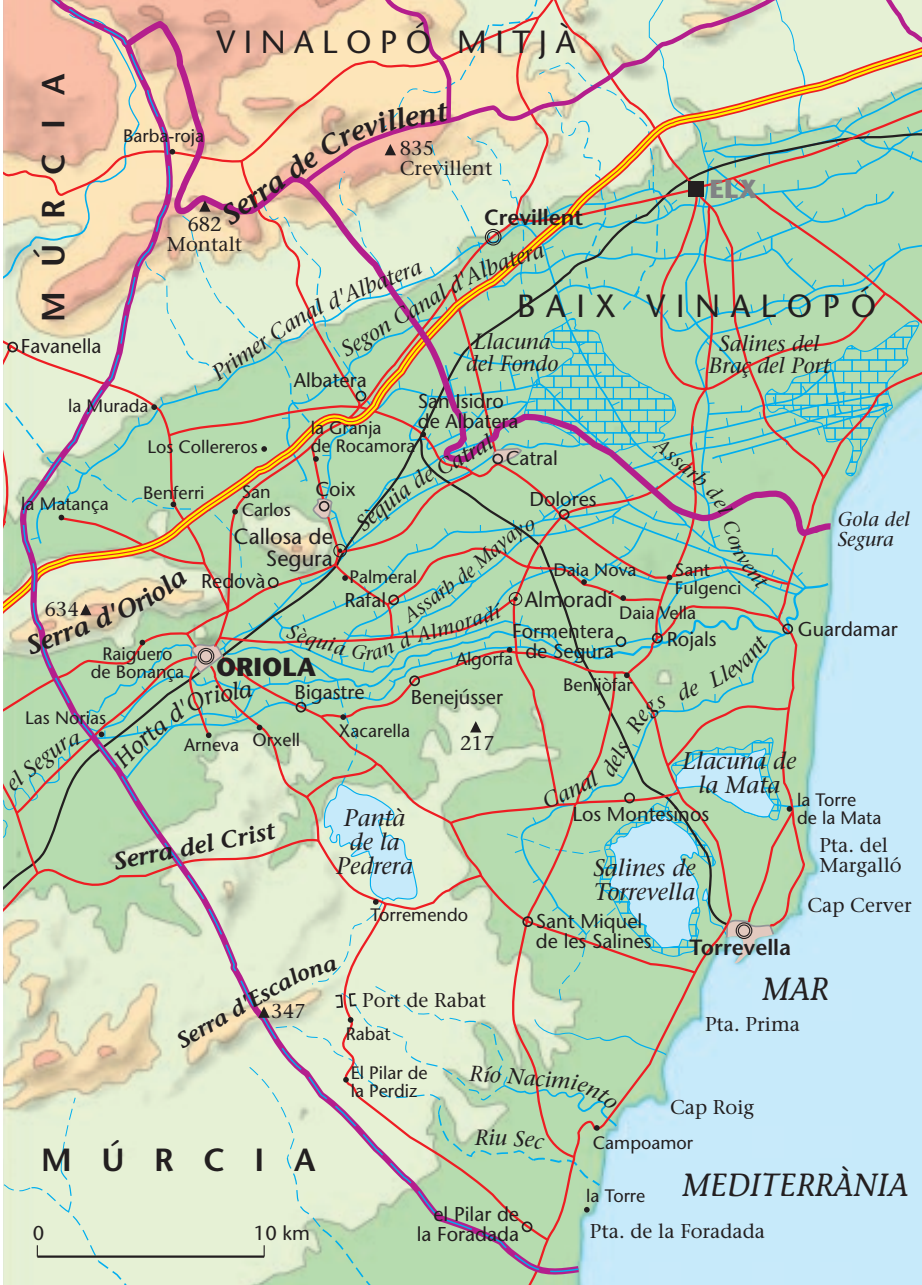 VINALOPÓ MITJÀ
MÚRCIA
Barba-roja
Serra de Crevillent
835
Crevillent
ELX
682
Montalt
Crevillent
Primer Canal d'Albatera
Segon Canal d'Albatera
BAIX VINALOPÓ
Favanella
Llacuna
del Fondo
Salines del
Braç del Port
Albatera
la Murada
San Isidro
de Albatera
la Granja
de Rocamora
Los Collereros
Sèquia de Catral
Catral
Assarb del Convent
la Matança
Benferri
San
Carlos
Coix
Dolores
Gola del
Segura
Callosa de
Segura
Assarb de Mayayo
Redovà
Palmeral
Daia Nova
Sant
Fulgenci
634
Serra d'Oriola
Rafal
Almoradí
Daia Vella
Sèquia Gran d'Almoradí
Formentera
de Segura
Rojals
Guardamar
Raiguero
de Bonança
ORIOLA
Algorfa
Benijòfar
Horta d'Oriola
Bigastre
Benejússer
Canal dels Regs de Llevant
Las Norias
el Segura
Arneva
Orxell
Xacarella
217
Llacuna de
la Mata
Los Montesinos
la Torre
de la Mata
Pantà
de la
Pedrera
Serra del Crist
Pta. del
Margalló
Salines de
Torrevella
Cap Cerver
Torremendo
Sant Miquel
de les Salines
Torrevella
Serra d'Escalona
347
Port de Rabat
Rabat
MAR
Pta. Prima
El Pilar de
la Perdiz
Río Nacimiento
Cap Roig
Riu Sec
Campoamor
MÚRCIA
MEDITERRÀNIA
la Torre
el Pilar de
la Foradada
Pta. de la Foradada
0 10 km